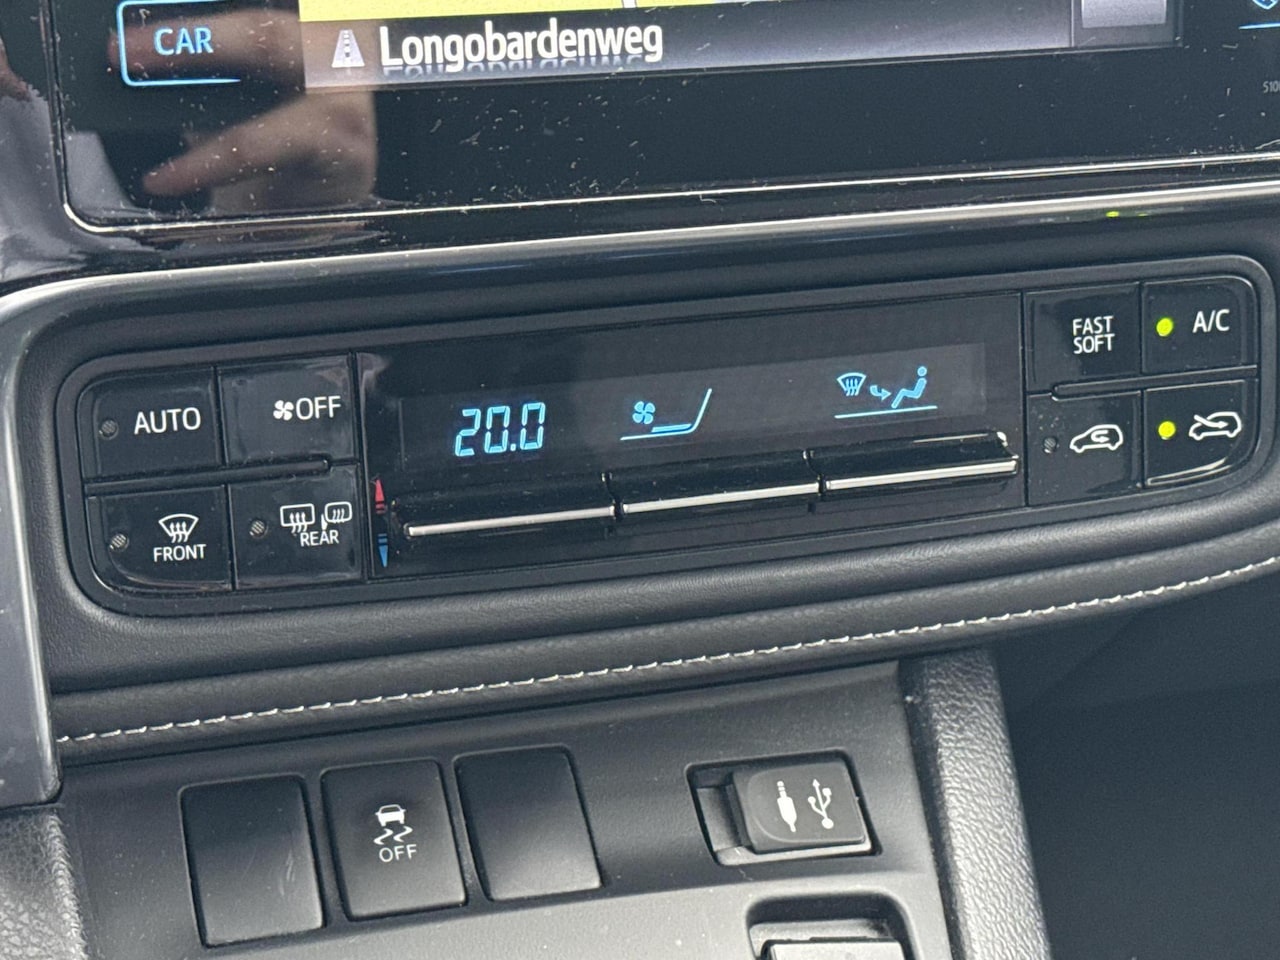 CAR
Longobardenweg
AUTO
OFF
FRONT
REAR
20.0
FAST
SOFT
A/C
OFF